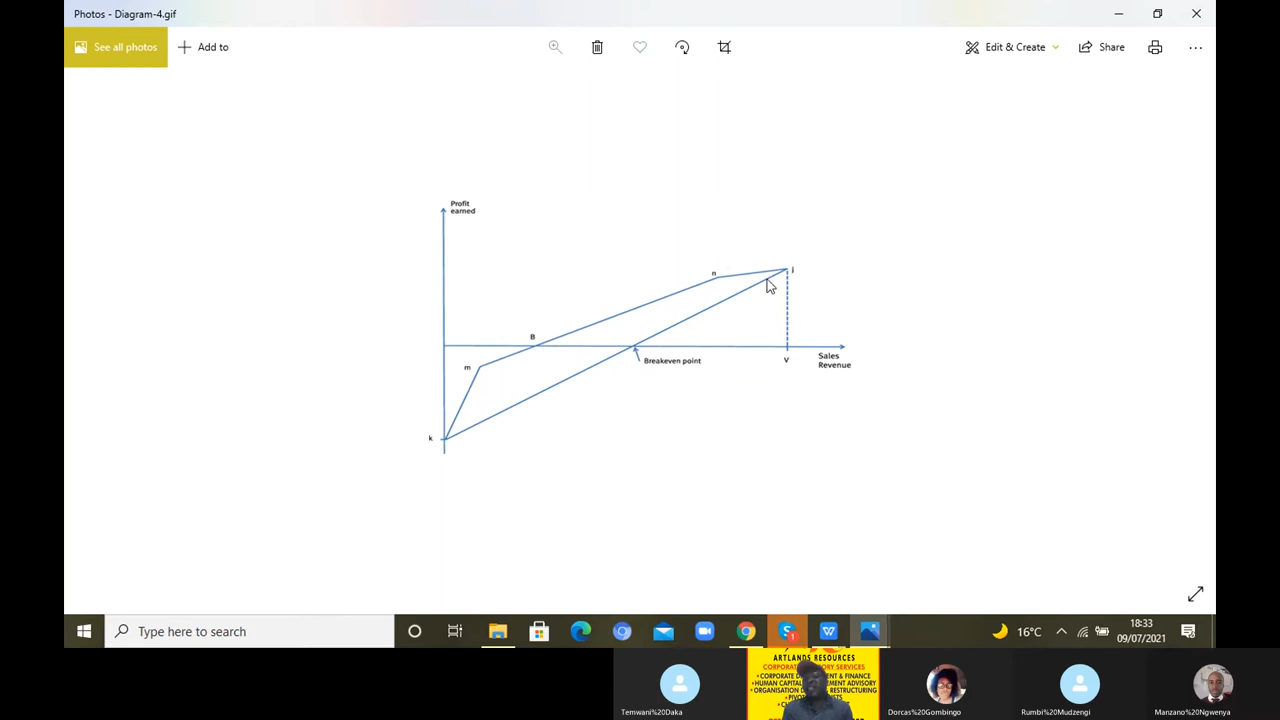 Photos - Diagram-4.gif
See all photos
Add to
Edit & Create
Share
Profit
earned
n
j
B
m
Breakeven point
V
Sales
Revenue
k
Type here to search
1
16°C
18:33
09/07/2021
ARTLANDS RESOURCES
Temwani%20Daka
Dorcas%20Gombingo
Rumbi%20Mudzengi
Manzano%20Ngwenya